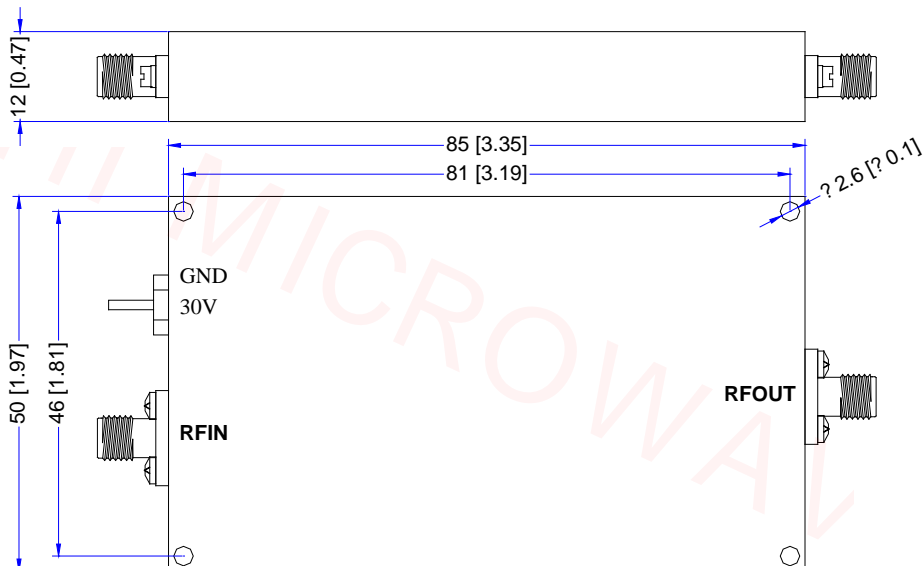 12 [0.47]
85 [3.35]
81 [3.19]
? 2.6 [? 0.1]
GND
30V
50 [1.97]
46 [1.81]
RFIN
RFOUT
MICROWAV